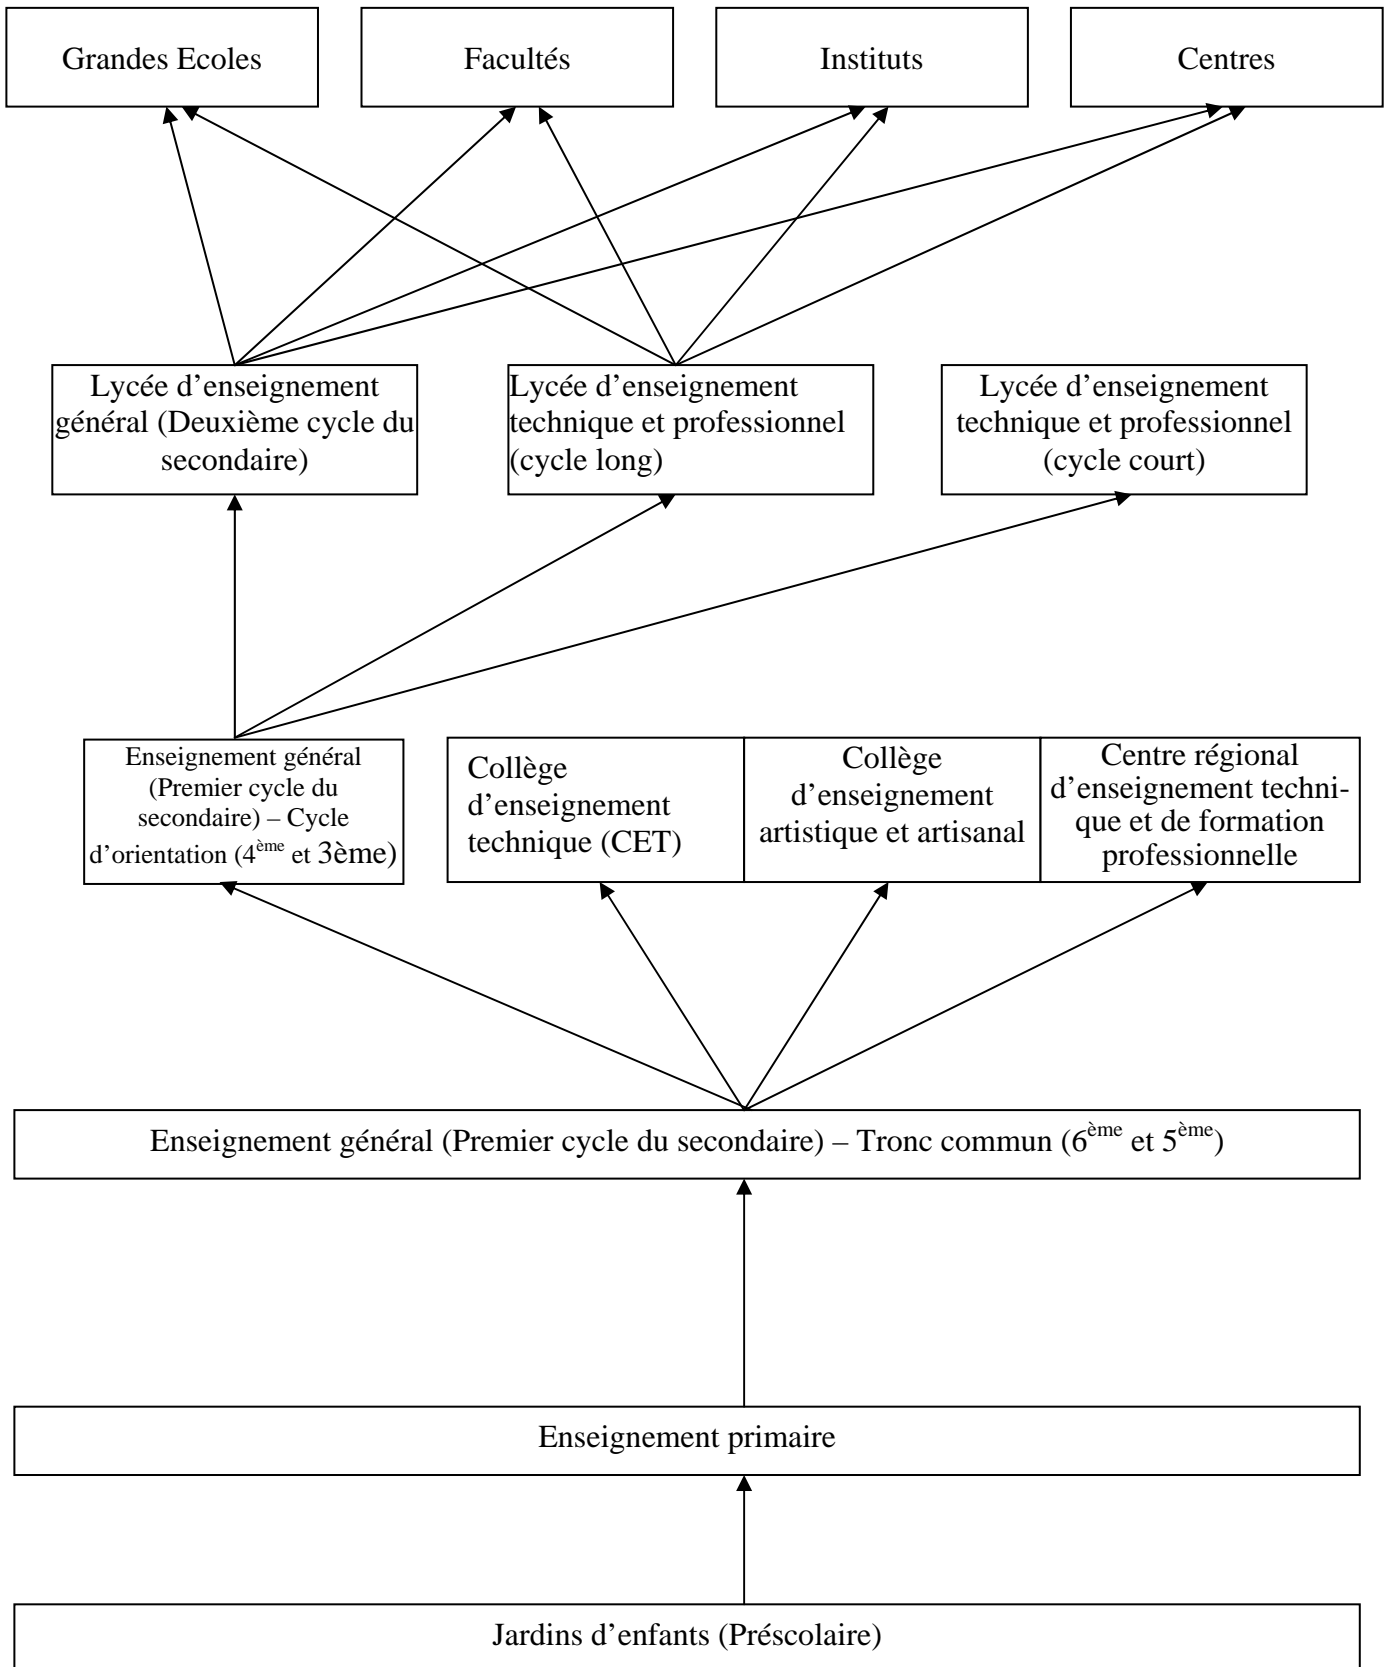 Grandes Ecoles
Facultés
Instituts
Centres
Lycée d’enseignement
général (Deuxième cycle du
secondaire)
Lycée d’enseignement
technique et professionnel
(cycle long)
Lycée d’enseignement
technique et professionnel
(cycle court)
Enseignement général
(Premier cycle du
secondaire) – Cycle
d’orientation (4ème et 3ème)
Collège
d’enseignement
technique (CET)
Collège
d’enseignement
artistique et artisanal
Centre régional
d’enseignement techni-
que et de formation
professionnelle
Enseignement général (Premier cycle du secondaire) – Tronc commun (6ème et 5ème)
Enseignement primaire
Jardins d’enfants (Préscolaire)